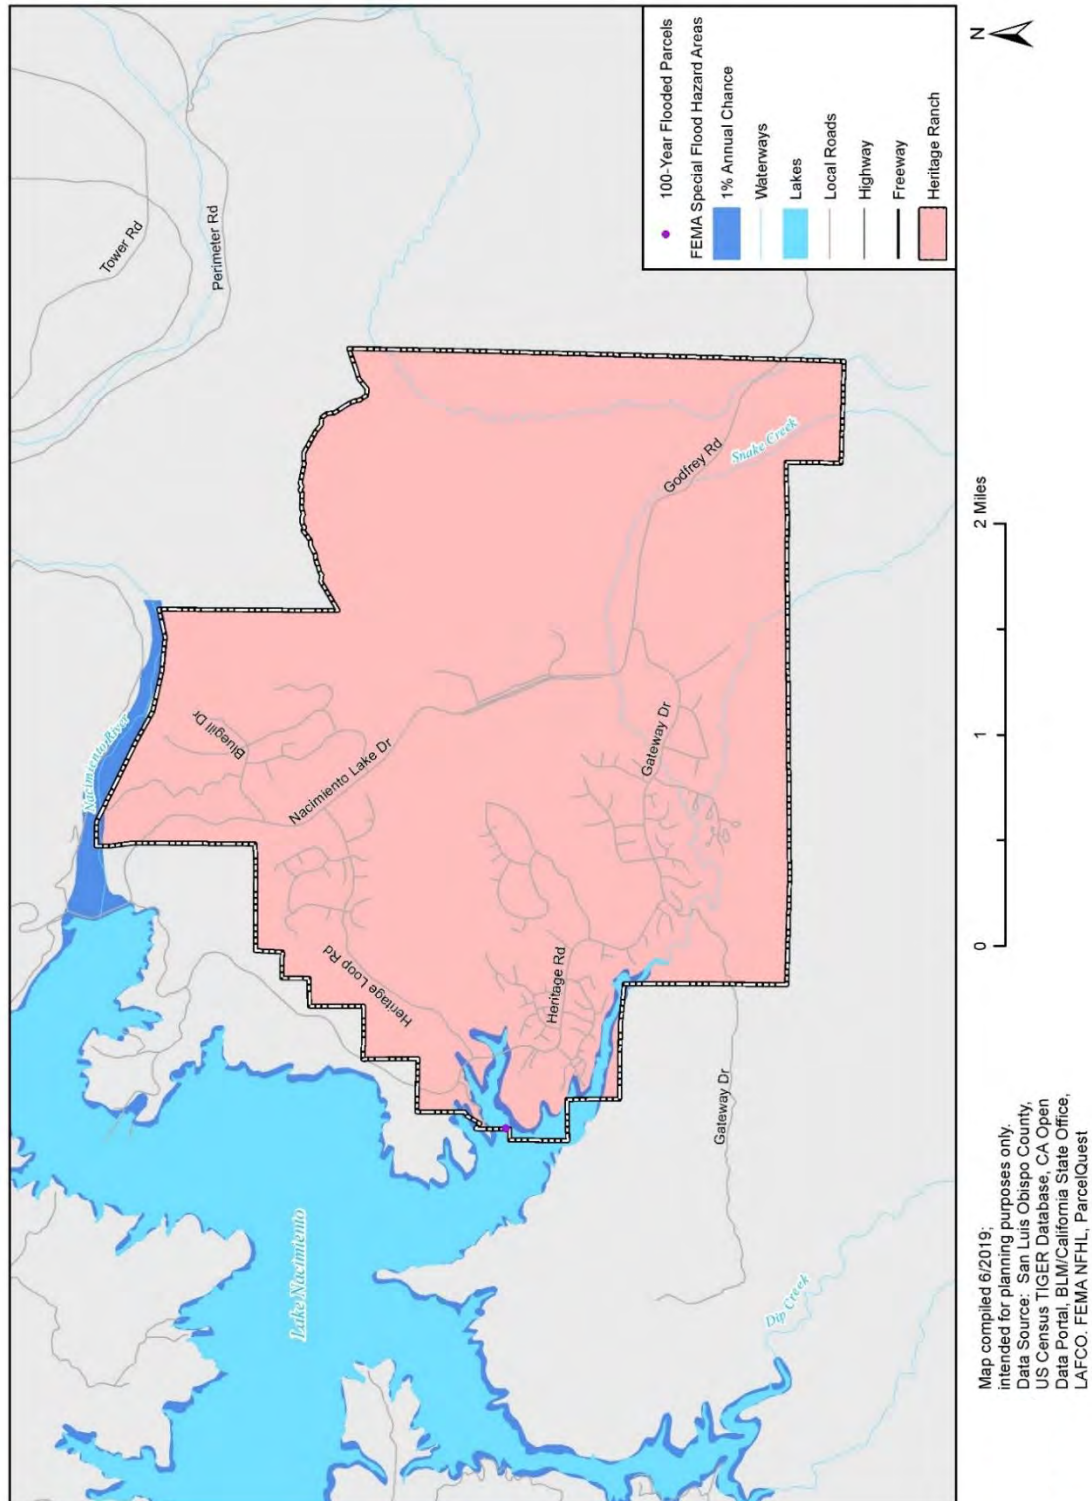 Tower Rd
Perimeter Rd
Nacimiento River
Bluegill Dr
Nacimiento Lake Dr
Heritage Loop Rd
Heritage Rd
Gateway Dr
Godfrey Rd
Snake Creek
Gateway Dr
Lake Nacimiento
Dip Creek
100-Year Flooded Parcels
FEMA Special Flood Hazard Areas
1% Annual Chance
Waterways
Lakes
Local Roads
Highway
Freeway
Heritage Ranch
N
0 1 2 Miles
Map compiled 6/2019;
intended for planning purposes only.
Data Source: San Luis Obispo County,
US Census TIGER Database, CA Open
Data Portal, BLM/California State Office,
LAFCO, FEMA NFHL, ParcelQuest